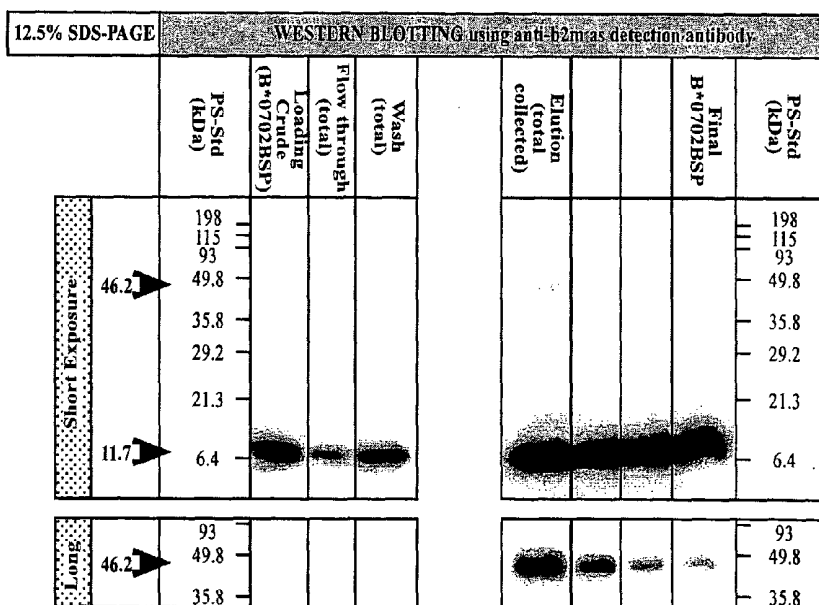 12.5% SDS-PAGE
WESTERN BLOTTING using anti-b2m as detection antibody
PS-Std
(kDa)
Loading
Crude
(B*0702BSP)
Flow through
(total)
Wash
(total)
Elution
(total
collected)
Final
B*0702BSP
PS-Std
(kDa)
Short Exposure
46.2
11.7
198
115
93
49.8
35.8
29.2
21.3
6.4
198
115
93
49.8
35.8
29.2
21.3
6.4
Long
46.2
93
49.8
35.8
93
49.8
35.8